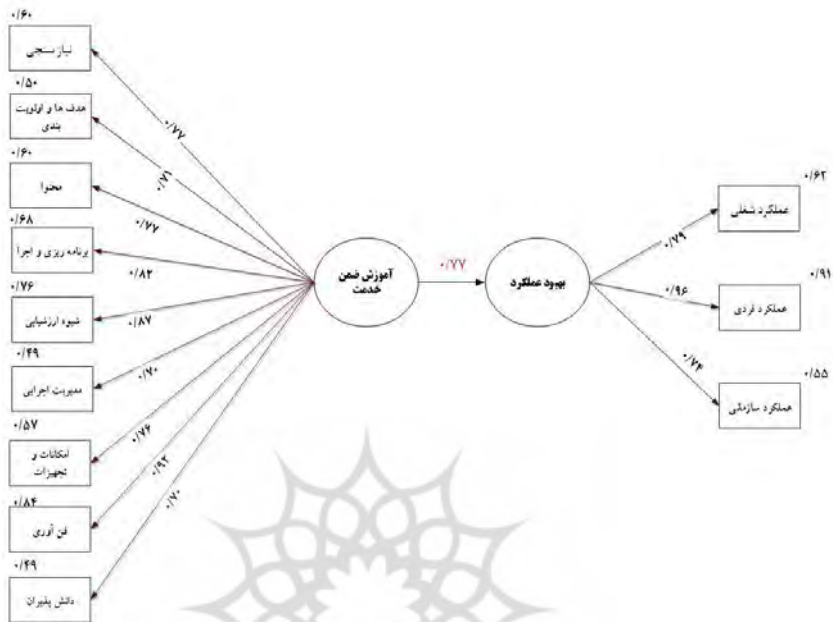 ۰/۶۰
نیاز سنجی
۰/۵۰
هدف ها و اولویت
بندی
۰/۶۰
محتوا
۰/۶۸
برنامه ریزی و اجرا
۰/۷۶
شیوه ارزشیابی
۰/۴۹
مدیریت اجرایی
۰/۵۷
امکانات و
تجهیزات
۰/۸۴
فن آوری
۰/۴۹
دانش پذیران
۰/۷۷
۰/۷۱
۰/۷۷
۰/۸۲
۰/۸۷
۰/۷۰
۰/۷۶
۰/۹۲
۰/۷۰
آموزش ضمن
خدمت
۰/۷۷
بهبود عملکرد
۰/۷۹
۰/۹۶
۰/۷۴
۰/۶۲
عملکرد شغلی
۰/۹۱
عملکرد فردی
۰/۵۵
عملکرد سازمانی